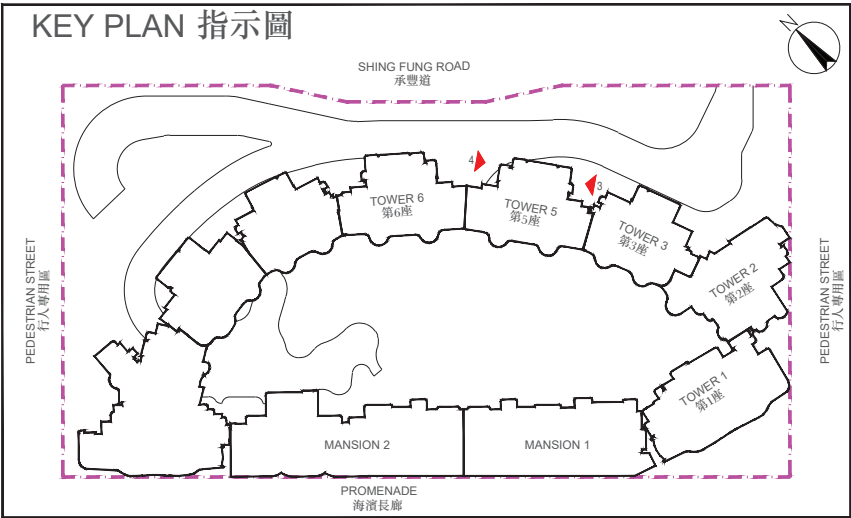 KEY PLAN 指示圖
N
SHING FUNG ROAD
承豐道
4
3
TOWER 6
第6座
TOWER 5
第5座
TOWER 3
第3座
TOWER 2
第2座
TOWER 1
第1座
PEDESTRIAN STREET
行人專用區
PEDESTRIAN STREET
行人專用區
MANSION 2
MANSION 1
PROMENADE
海濱長廊